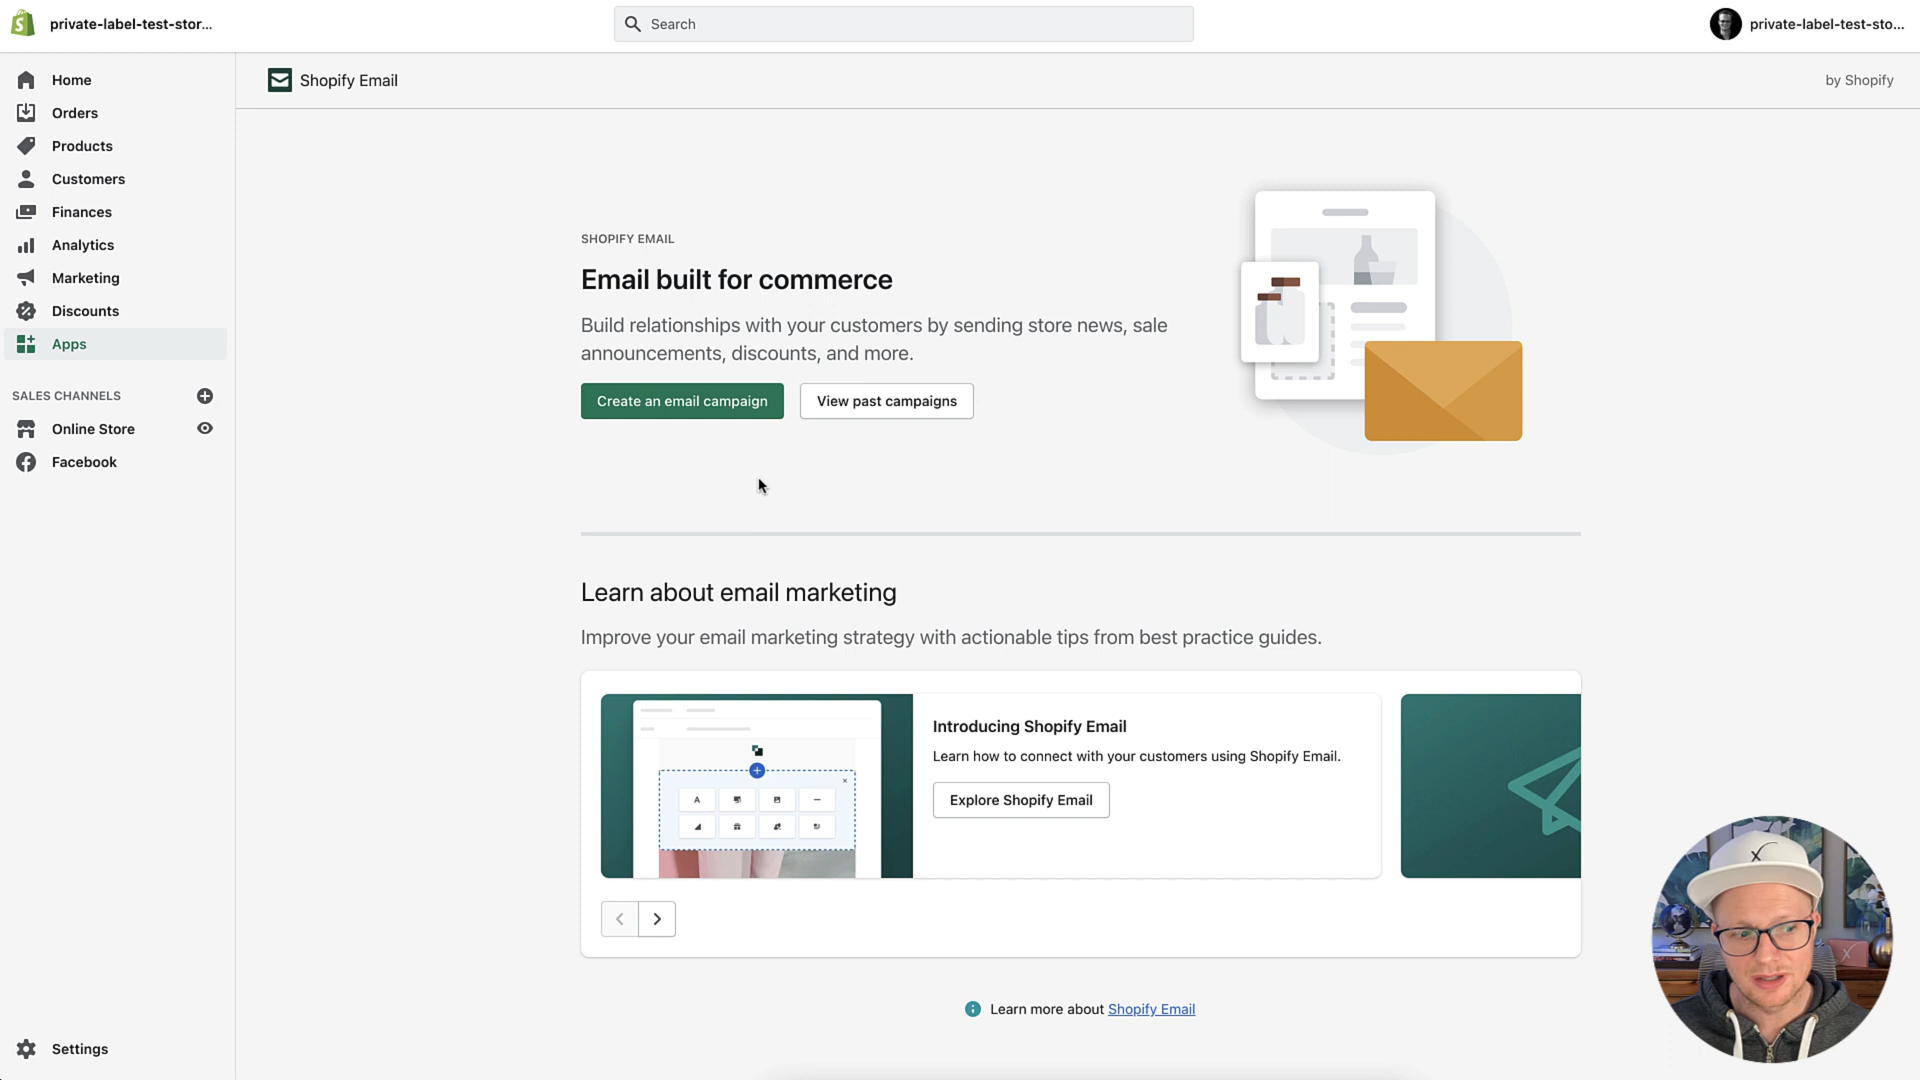 private-label-test-stor...
Search
private-label-test-sto...
Home
Orders
Products
Customers
Finances
Analytics
Marketing
Discounts
Apps
SALES CHANNELS
Online Store
Facebook
Settings
Shopify Email
by Shopify
SHOPIFY EMAIL
Email built for commerce
Build relationships with your customers by sending store news, sale
announcements, discounts, and more.
Create an email campaign
View past campaigns
Learn about email marketing
Improve your email marketing strategy with actionable tips from best practice guides.
Introducing Shopify Email
Learn how to connect with your customers using Shopify Email.
Explore Shopify Email
Learn more about Shopify Email